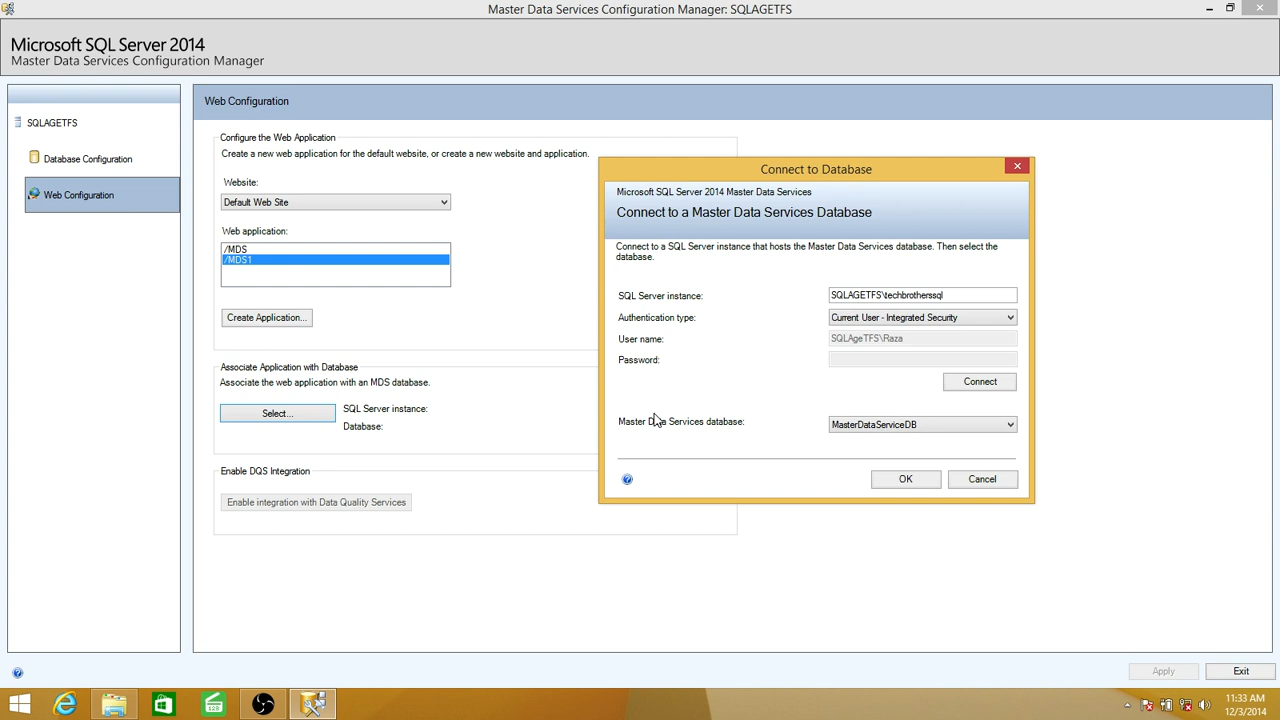 Master Data Services Configuration Manager: SQLAGETFS
Microsoft SQL Server 2014
Master Data Services Configuration Manager
SQLAGETFS
Database Configuration
Web Configuration
Web Configuration
Configure the Web Application
Create a new web application for the default website, or create a new website and application.
Website:
Default Web Site
Web application:
/MDS
/MDS1
Create Application...
Associate Application with Database
Associate the web application with an MDS database.
Select...
SQL Server instance:
Database:
Enable DQS Integration
Enable integration with Data Quality Services
Connect to Database
Microsoft SQL Server 2014 Master Data Services
Connect to a Master Data Services Database
Connect to a SQL Server instance that hosts the Master Data Services database. Then select the
database.
SQL Server instance:
SQLAGETFS\techbrotherssql
Authentication type:
Current User - Integrated Security
User name:
SQLAgeTFS\Raza
Password:
Connect
Master Data Services database:
MasterDataServiceDB
OK
Cancel
Apply
Exit
11:33 AM
12/3/2014